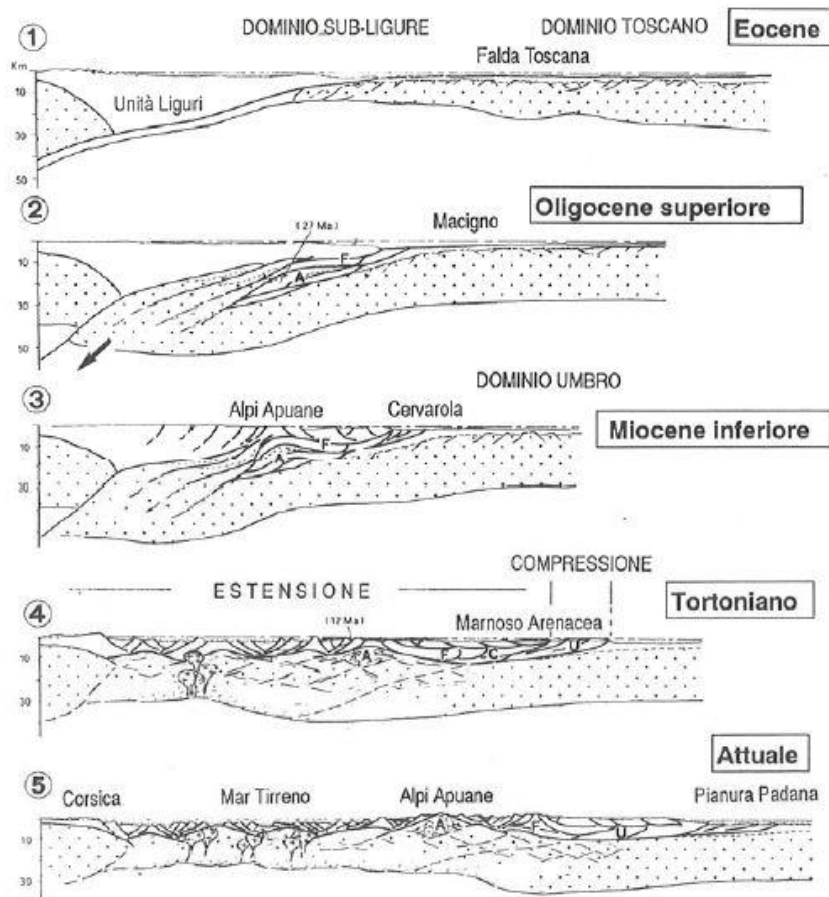 DOMINIO SUB-LIGURE DOMINIO TOSCANO Eocene
1
Km
Falda Toscana
Unità Liguri
10
30
50
2
Oligocene superiore
(27 Ma)
Macigno
10
30
50
F
A
DOMINIO UMBRO
3
Alpi Apuane Cervarola
Miocene inferiore
10
30
F
A
COMPRESSIONE
ESTENSIONE
Tortoniano
4
(12 Ma)
Marnoso Arenacea
10
30
A F C U
Attuale
5
Corsica Mar Tirreno Alpi Apuane Pianura Padana
10
30
A F U